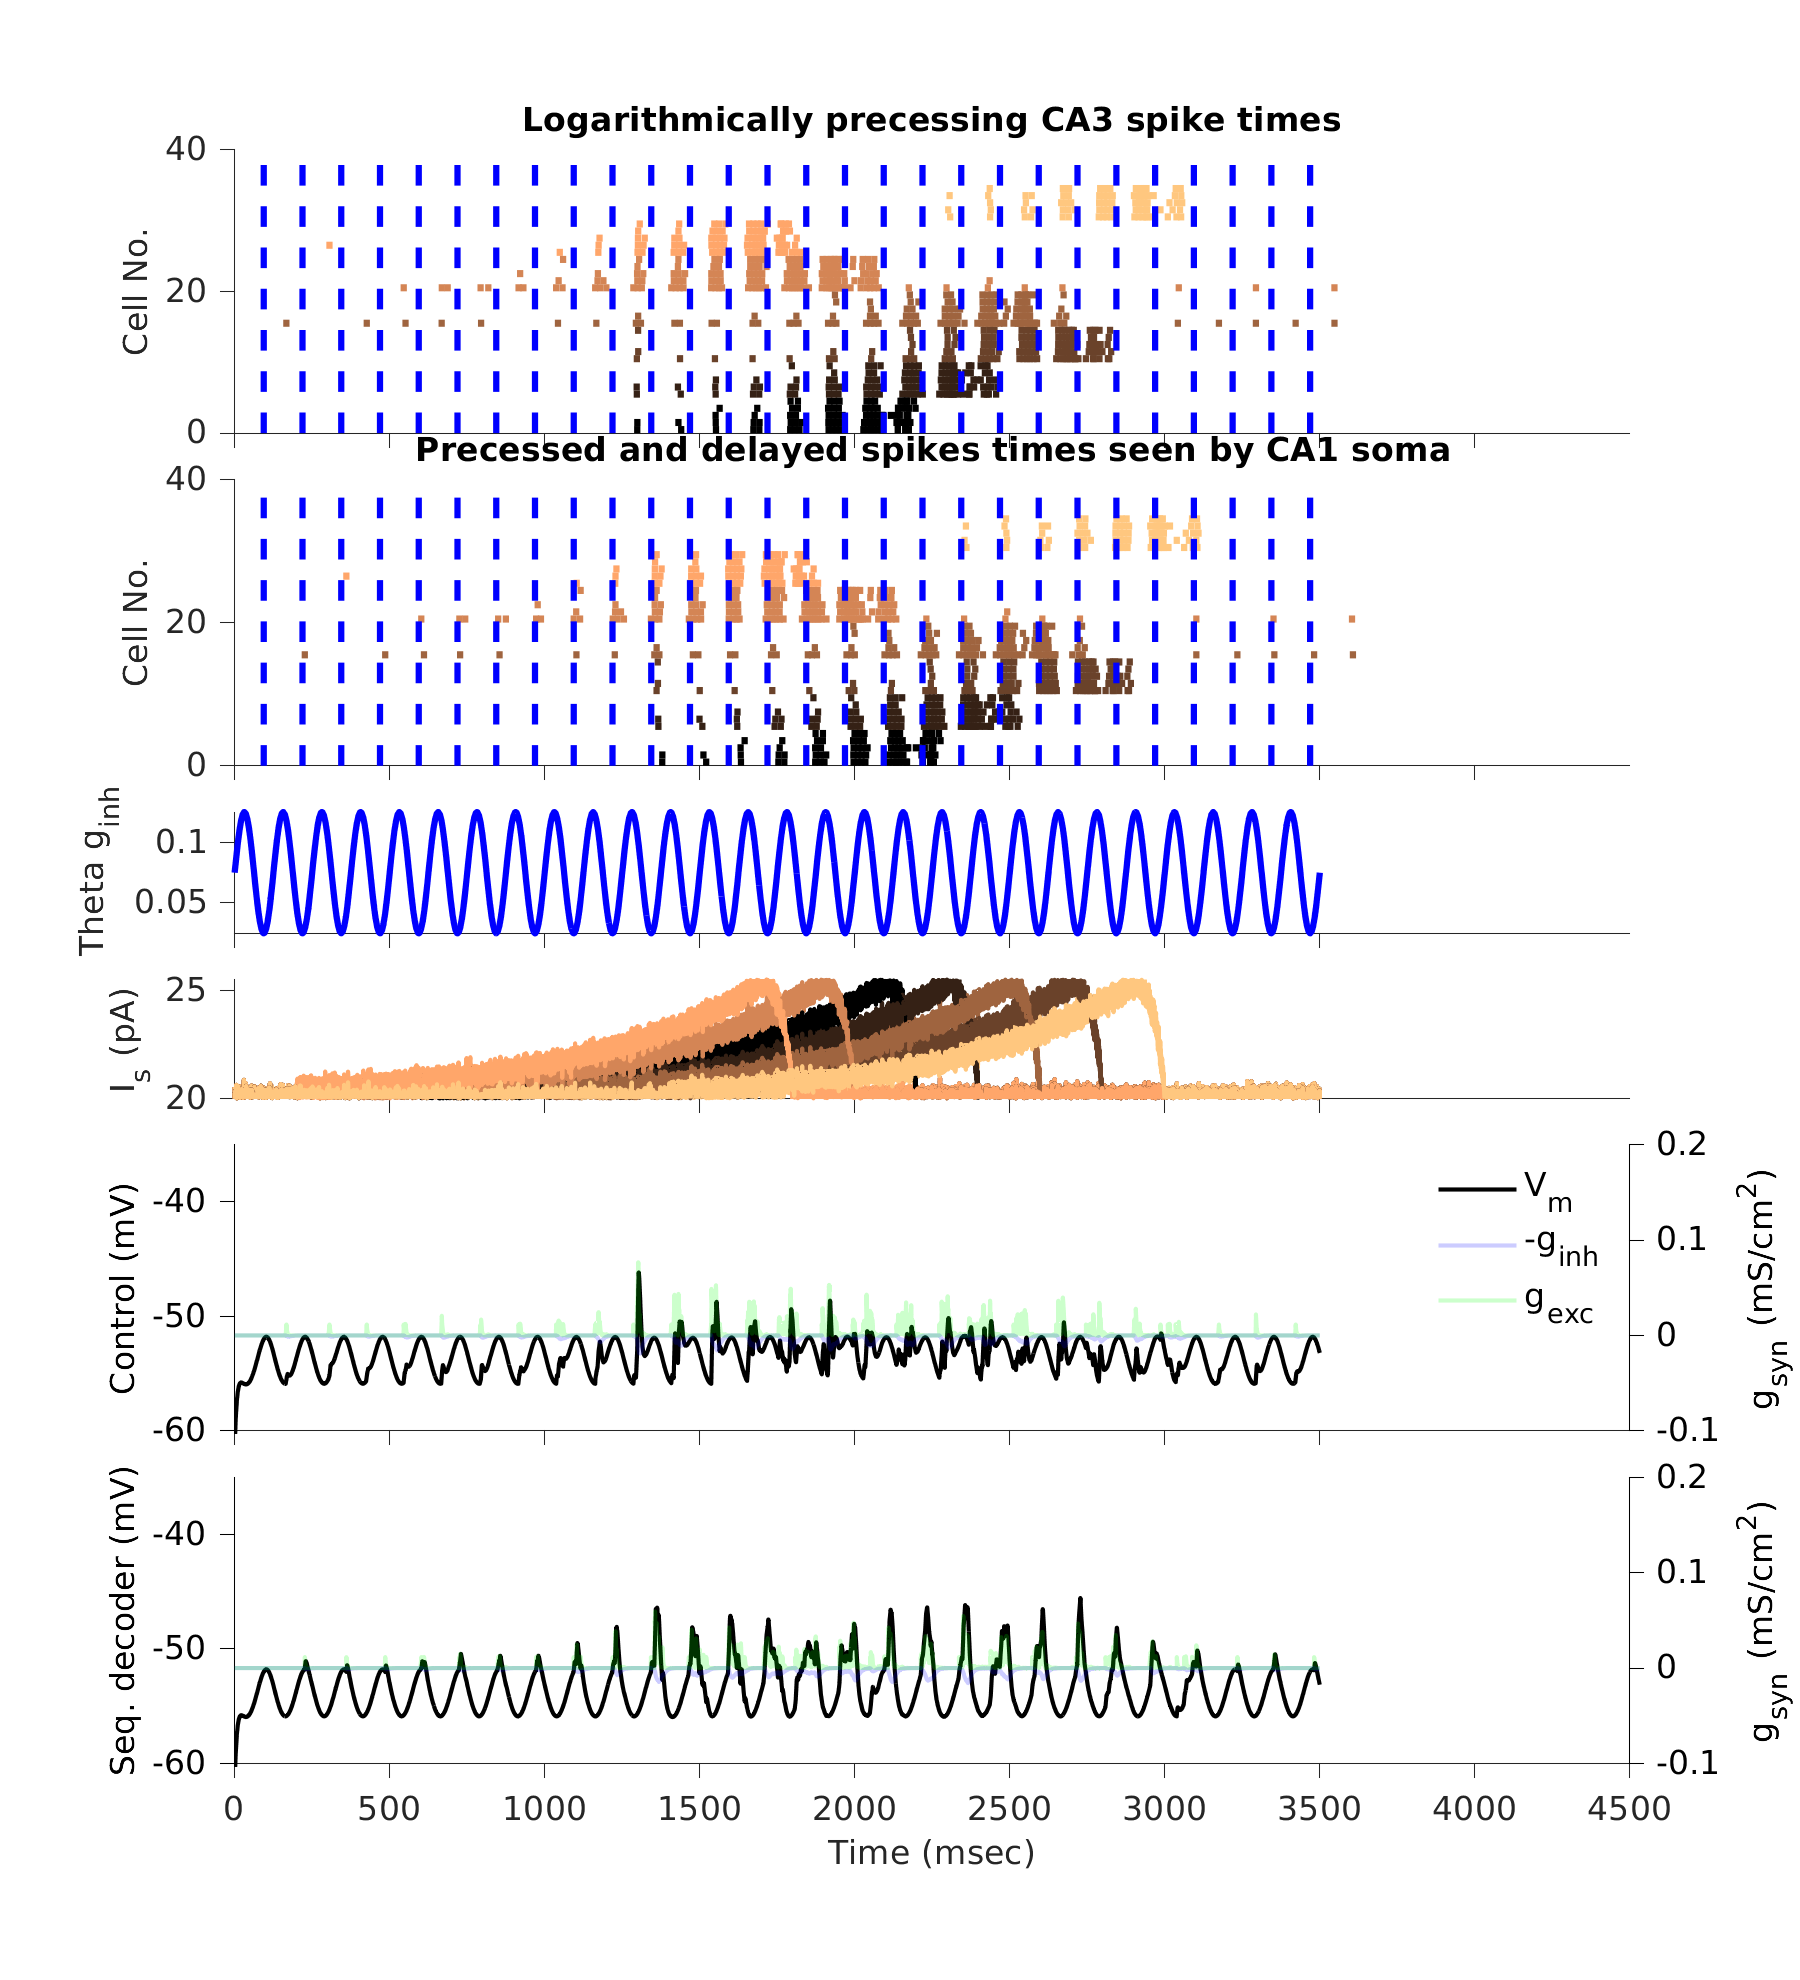 Logarithmically precessing CA3 spike times
40
20
0
Cell No.
Precessed and delayed spikes times seen by CA1 soma
40
20
0
Cell No.
0.1
0.05
Theta g_inh
25
20
I_s (pA)
-40
-50
-60
Control (mV)
V_m
-g_inh
g_exc
0.2
0.1
0
-0.1
g_syn (mS/cm^2)
-40
-50
-60
Seq. decoder (mV)
0.2
0.1
0
-0.1
g_syn (mS/cm^2)
0 500 1000 1500 2000 2500 3000 3500 4000 4500
Time (msec)